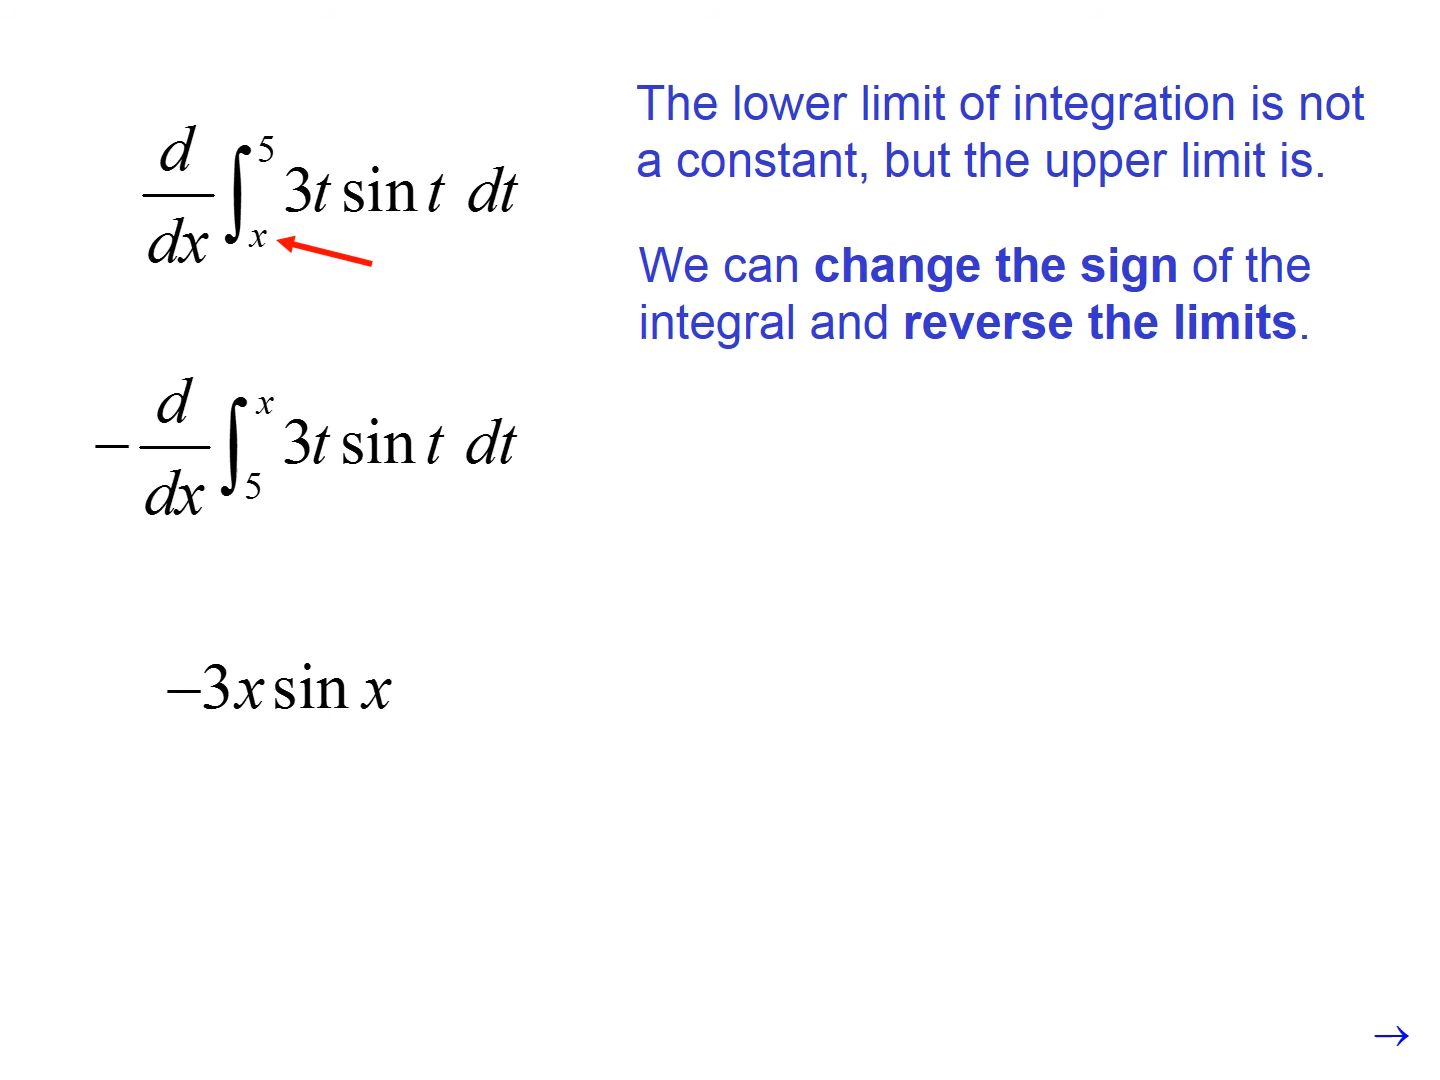 d/dx ∫_x^5 3t sin t dt
The lower limit of integration is not
a constant, but the upper limit is.
We can change the sign of the
integral and reverse the limits.
−d/dx ∫_5^x 3t sin t dt
−3x sin x
→